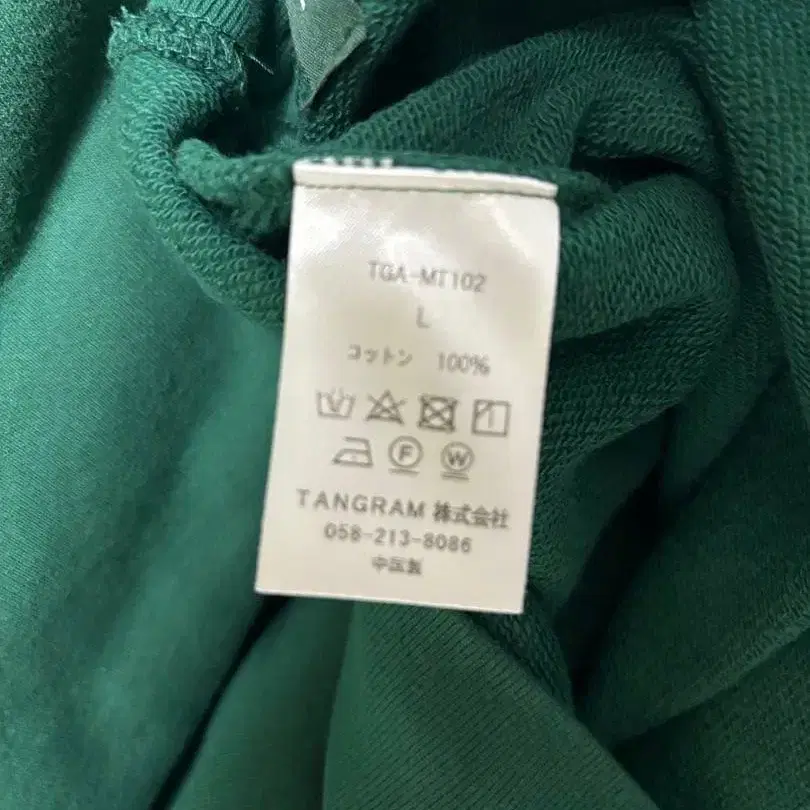 TGA-MT102
L
コットン 100%
F W
TANGRAM 株式会社
058-213-8086
中国製